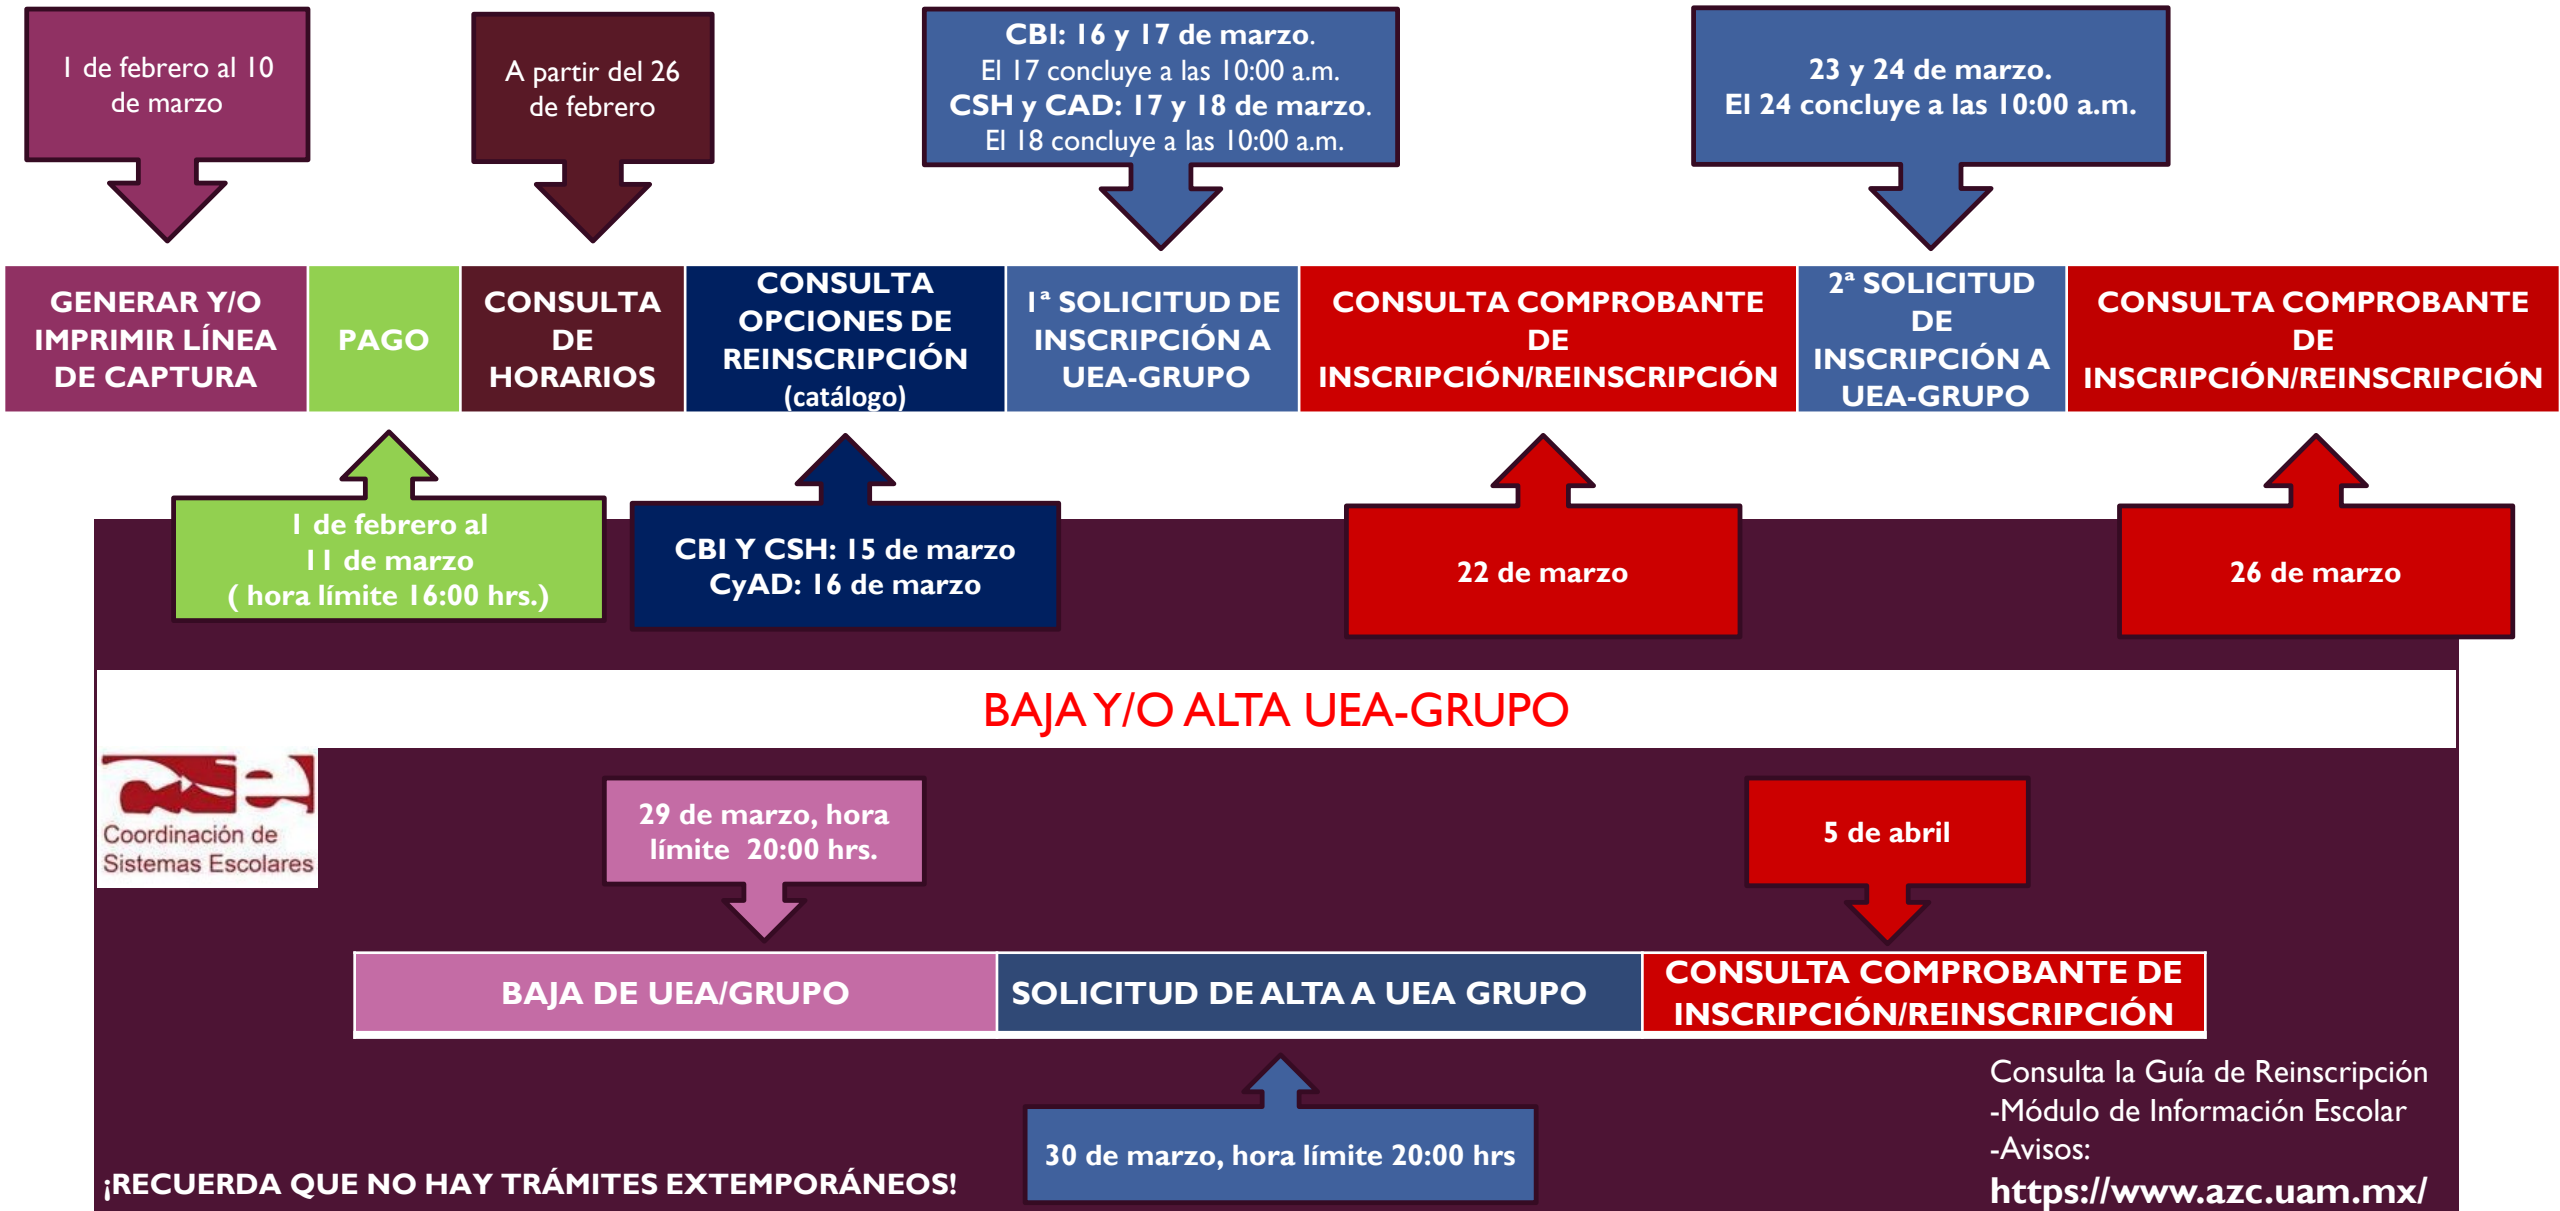 1 de febrero al 10
de marzo
A partir del 26
de febrero
CBI: 16 y 17 de marzo.
El 17 concluye a las 10:00 a.m.
CSH y CAD: 17 y 18 de marzo.
El 18 concluye a las 10:00 a.m.
23 y 24 de marzo.
El 24 concluye a las 10:00 a.m.
GENERAR Y/O
IMPRIMIR LÍNEA
DE CAPTURA
PAGO
CONSULTA
DE
HORARIOS
CONSULTA
OPCIONES DE
REINSCRIPCIÓN
(catálogo)
1ª SOLICITUD DE
INSCRIPCIÓN A
UEA-GRUPO
CONSULTA COMPROBANTE
DE
INSCRIPCIÓN/REINSCRIPCIÓN
2ª SOLICITUD
DE
INSCRIPCIÓN A
UEA-GRUPO
CONSULTA COMPROBANTE
DE
INSCRIPCIÓN/REINSCRIPCIÓN
1 de febrero al
11 de marzo
( hora límite 16:00 hrs.)
CBI Y CSH: 15 de marzo
CyAD: 16 de marzo
22 de marzo
26 de marzo
BAJA Y/O ALTA UEA-GRUPO
cse
Coordinación de
Sistemas Escolares
29 de marzo, hora
límite 20:00 hrs.
5 de abril
BAJA DE UEA/GRUPO
SOLICITUD DE ALTA A UEA GRUPO
CONSULTA COMPROBANTE DE
INSCRIPCIÓN/REINSCRIPCIÓN
30 de marzo, hora límite 20:00 hrs
Consulta la Guía de Reinscripción
-Módulo de Información Escolar
-Avisos:
https://www.azc.uam.mx/
¡RECUERDA QUE NO HAY TRÁMITES EXTEMPORÁNEOS!